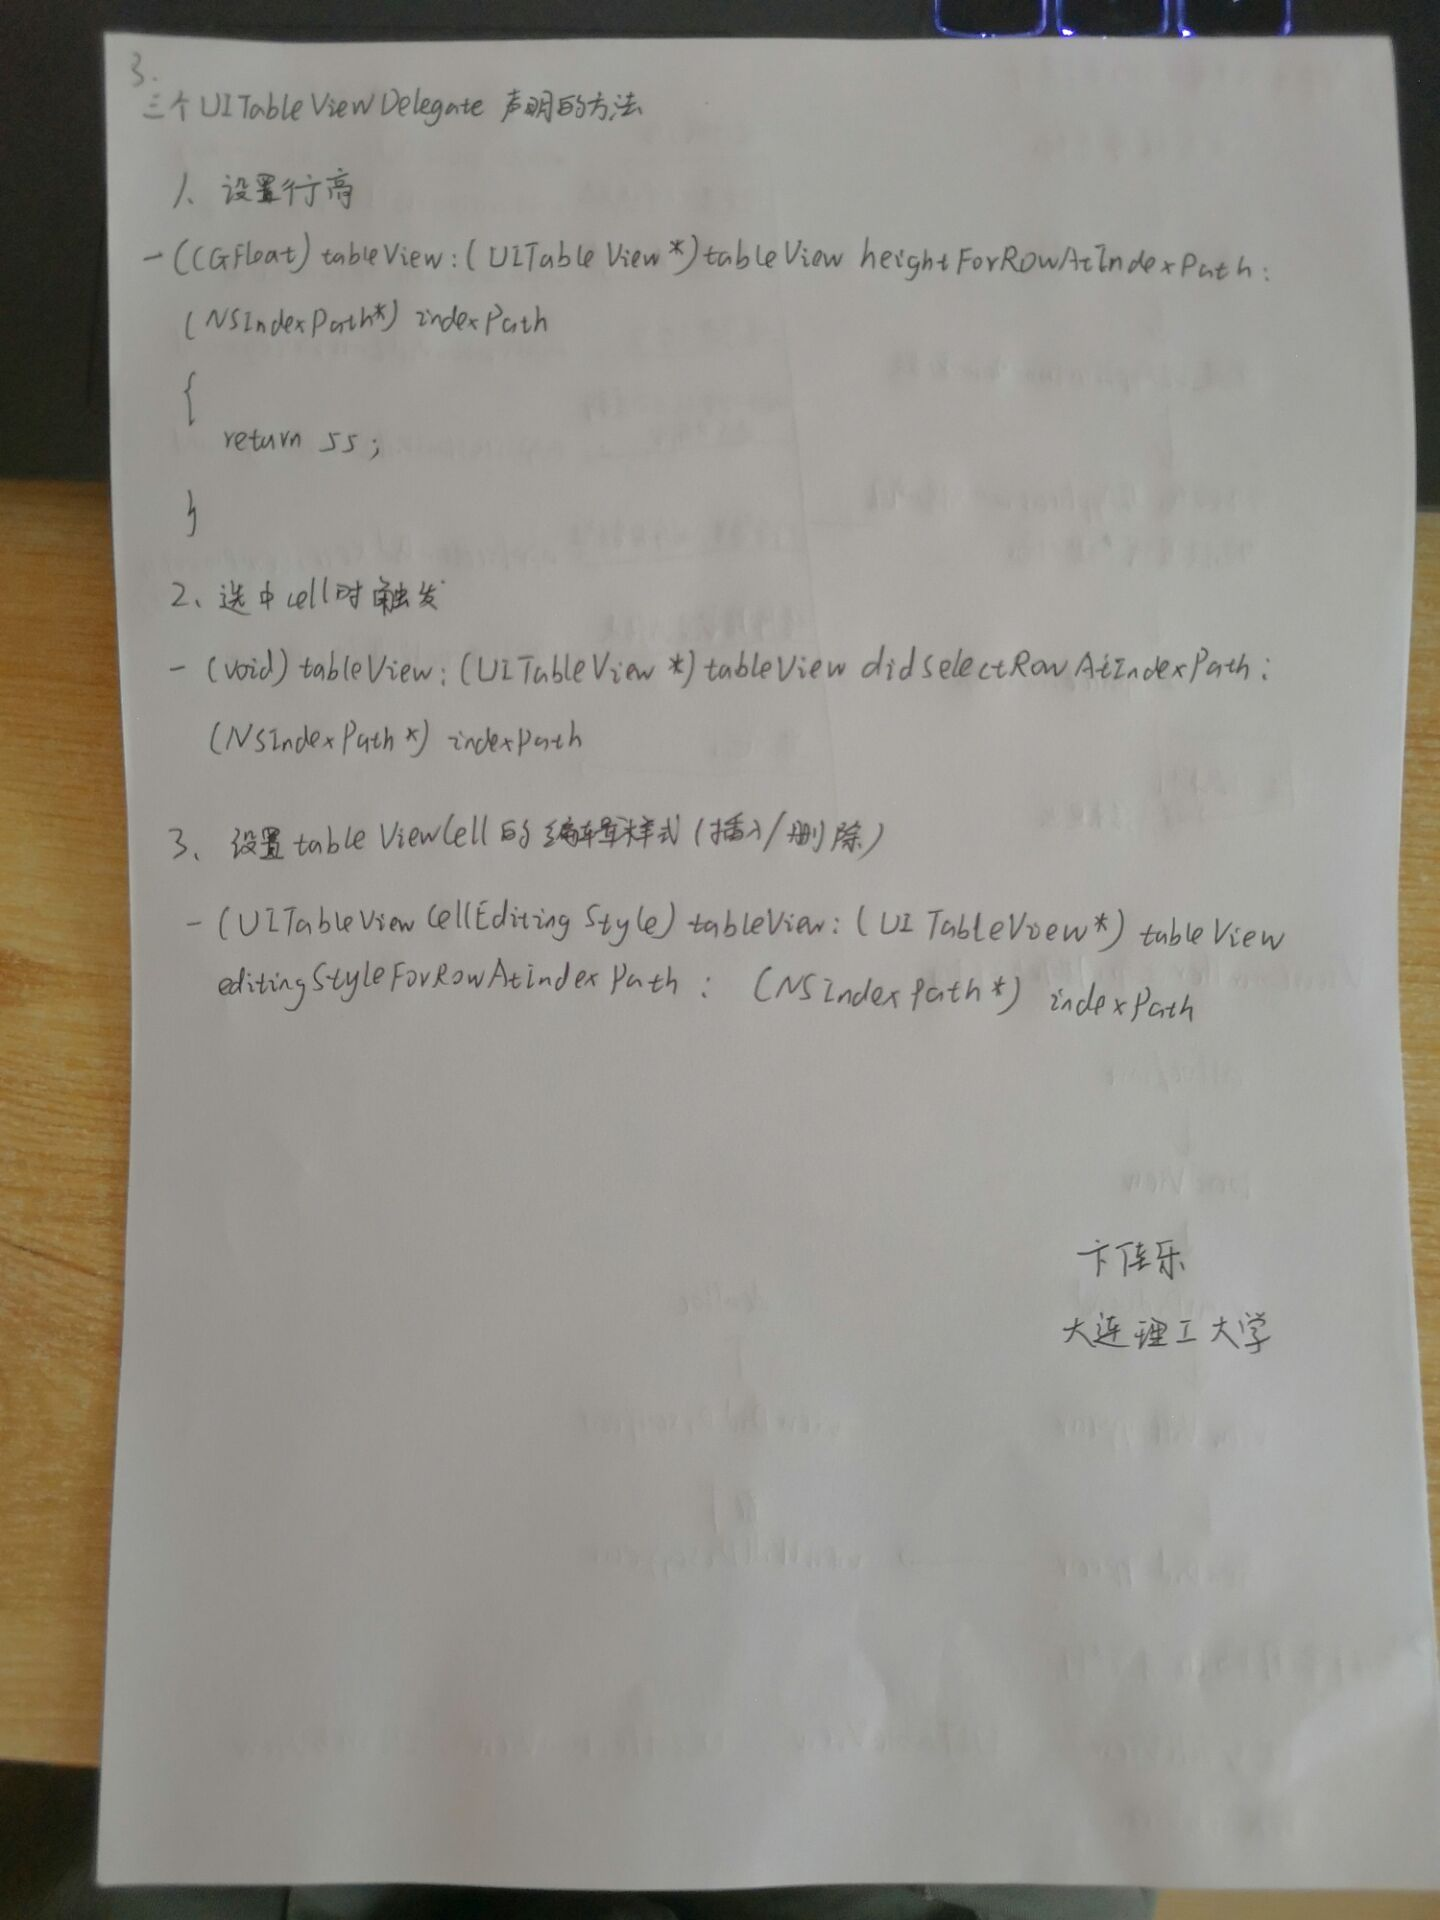 3.
三个UITableViewDelegate 声明的方法
1、设置行高
-(CGFloat) tableView:(UITableView*)tableView heightForRowAtIndexPath:
(NSIndexPath*) indexPath
{
return 55;
}
2、选中cell时触发
- (void) tableView:(UITableView*) tableView didselectRowAtIndexPath:
(NSIndexPath*) indexpath
3、设置tableViewCell的编辑样式(插入/删除)
- (UITableViewCellEditingStyle) tableView:(UITableView*) tableView
editingStyleForRowAtIndexPath: (NSIndexpath*) indexPath
卞佳乐
大连理工大学